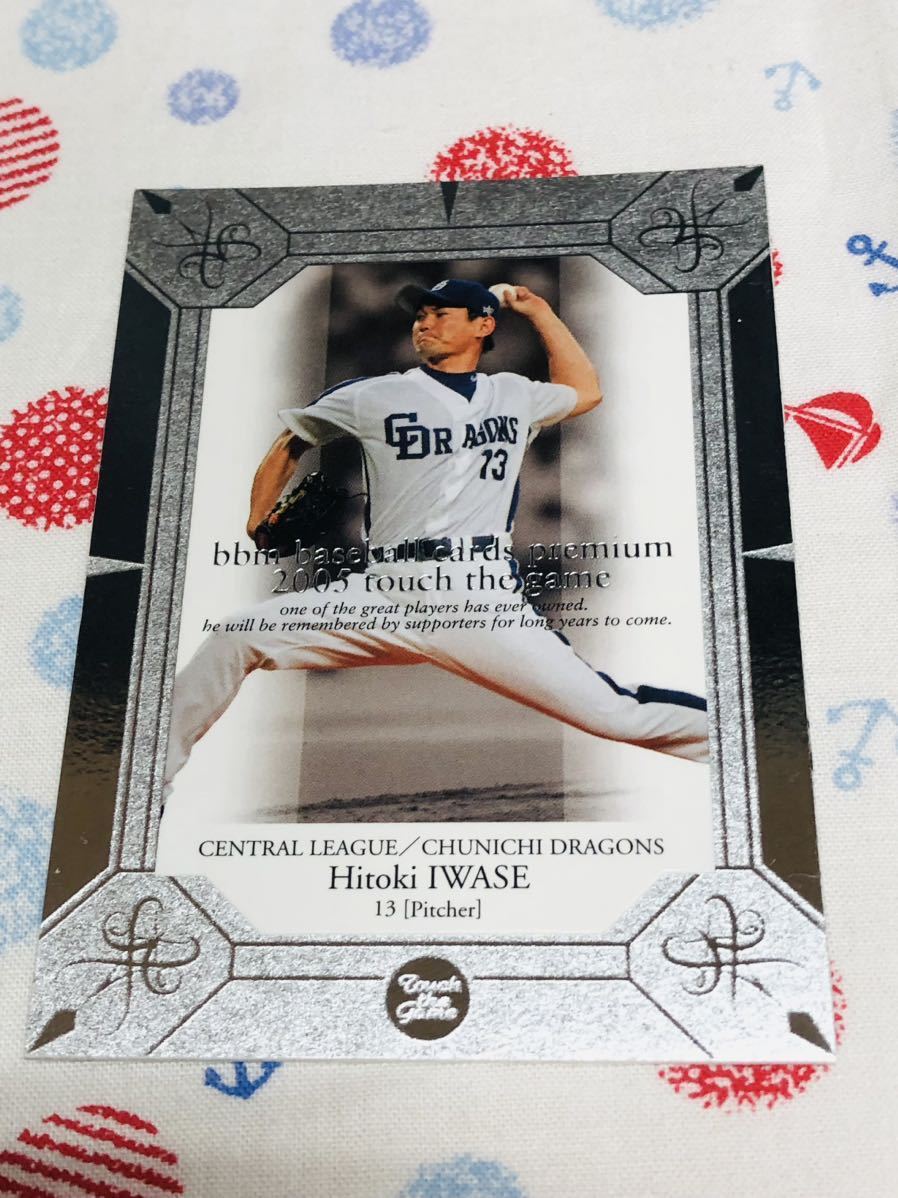 CDRAGONS
13
bbm baseball cards premium
2005 touch the game
one of the great players has ever owned.
he will be remembered by supporters for long years to come.
CENTRAL LEAGUE／CHUNICHI DRAGONS
Hitoki IWASE
13 [Pitcher]
Touch
the
Game